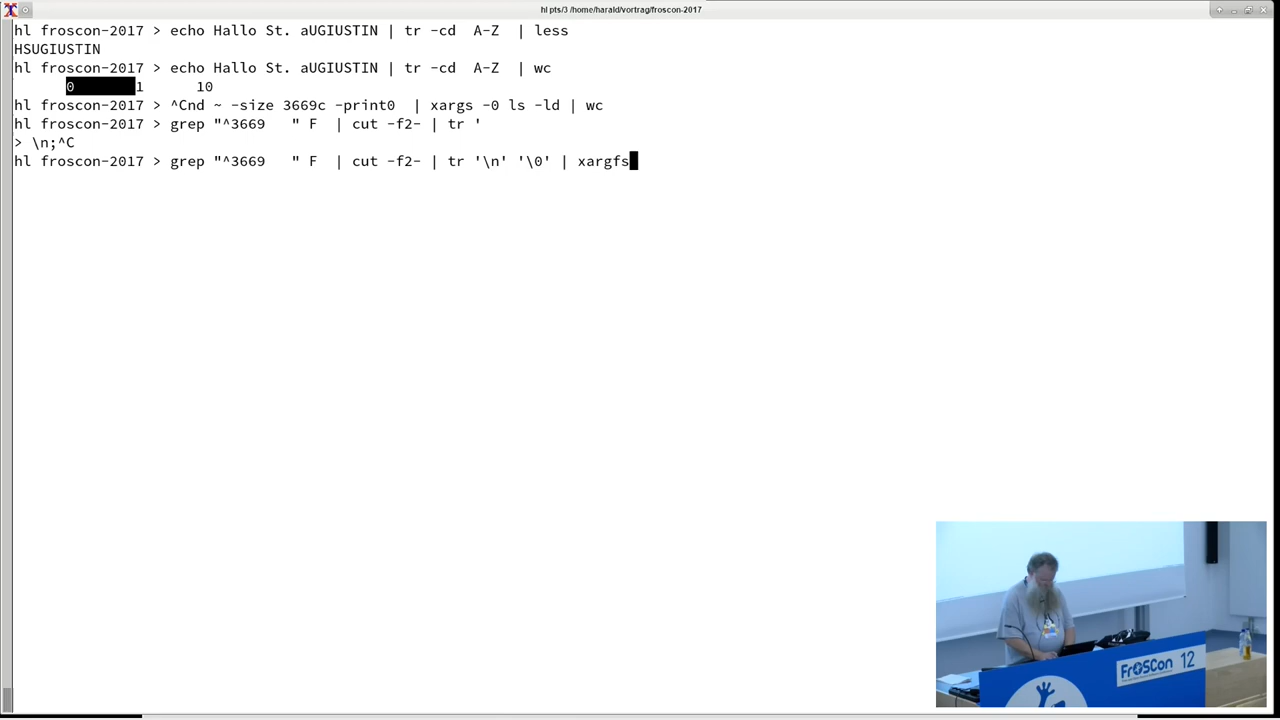 hl pts/3 /home/harald/vortrag/froscon-2017
hl froscon-2017 > echo Hallo St. aUGIUSTIN | tr -cd  A-Z  | less
HSUGIUSTIN
hl froscon-2017 > echo Hallo St. aUGIUSTIN | tr -cd  A-Z  | wc
      0       1      10
hl froscon-2017 > ^Cnd ~ -size 3669c -print0  | xargs -0 ls -ld | wc
hl froscon-2017 > grep "^3669   " F  | cut -f2- | tr '
> \n;^C
hl froscon-2017 > grep "^3669   " F  | cut -f2- | tr '\n' '\0' | xargfs
FrOSCon 12